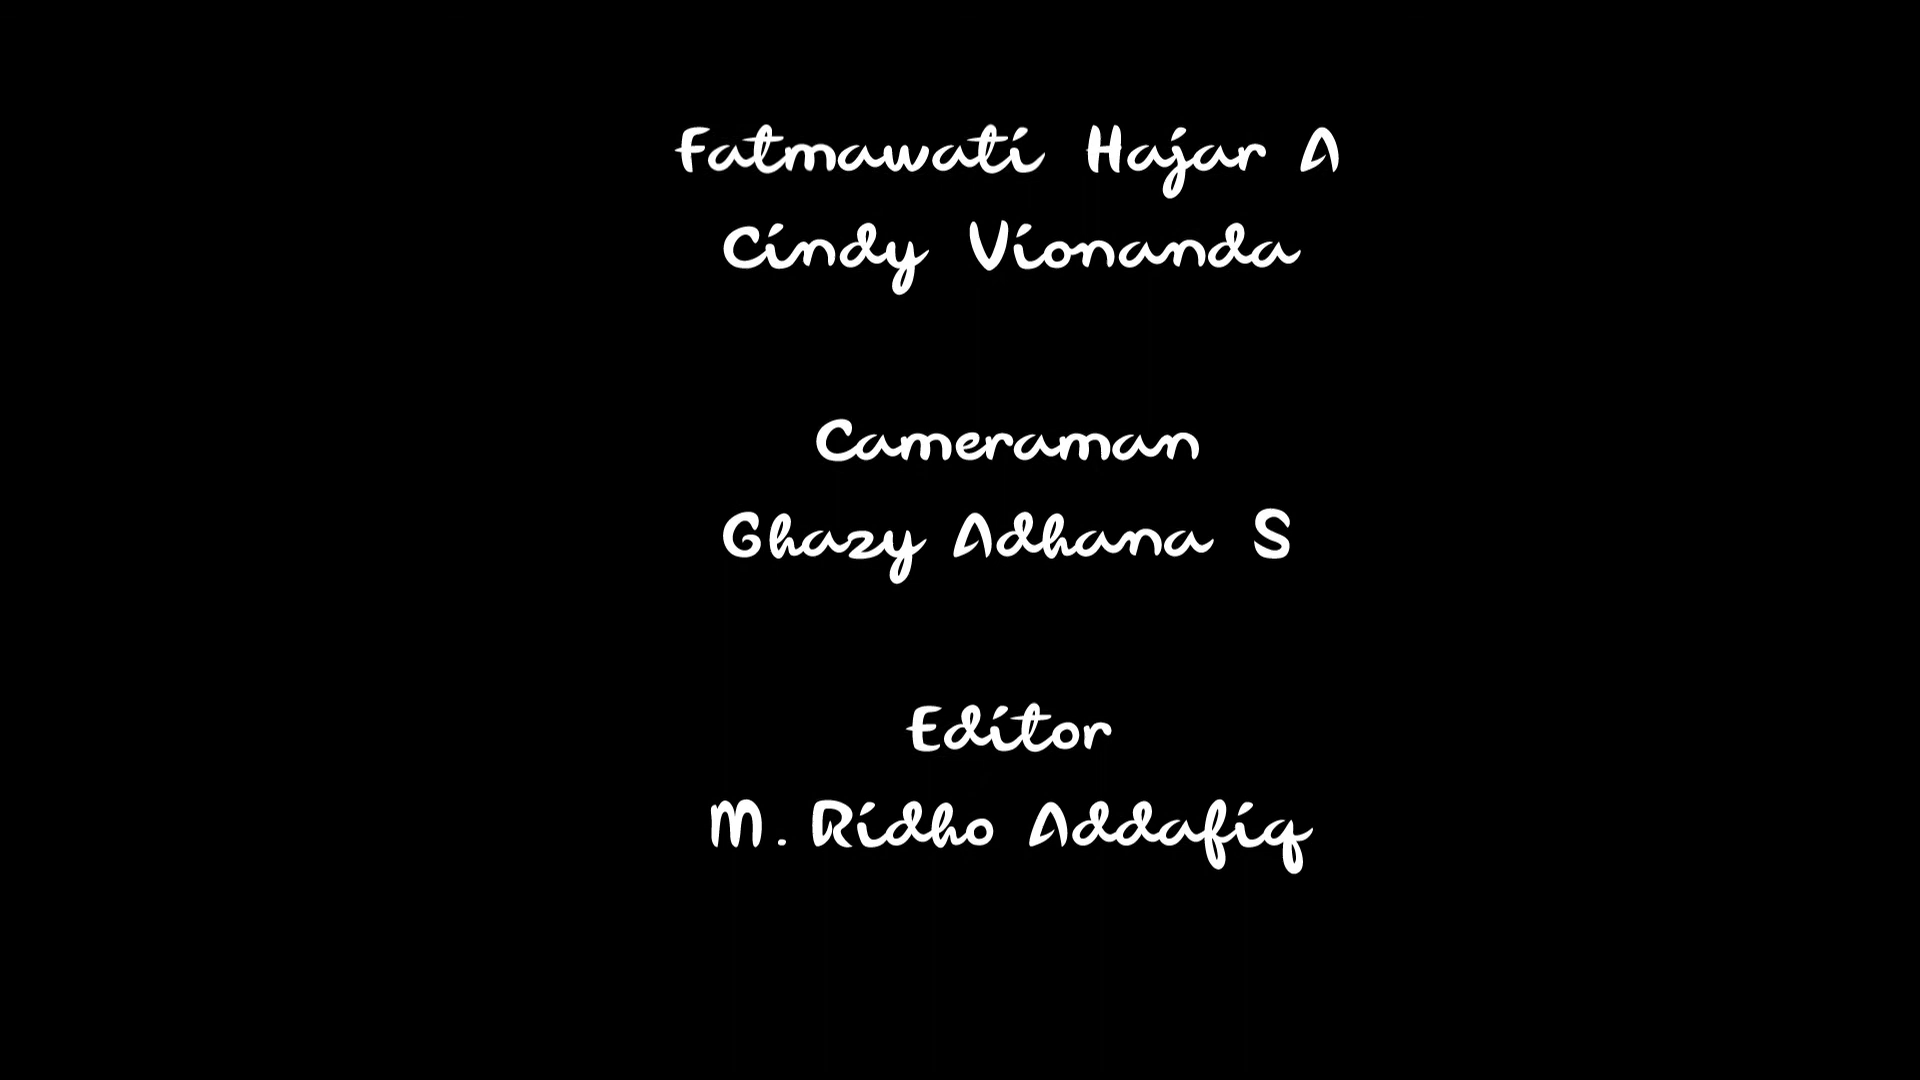 Fatmawati Hajar A
Cindy Vionanda
Cameraman
Ghazy Adhana S
Editor
M. Ridho Addafiq